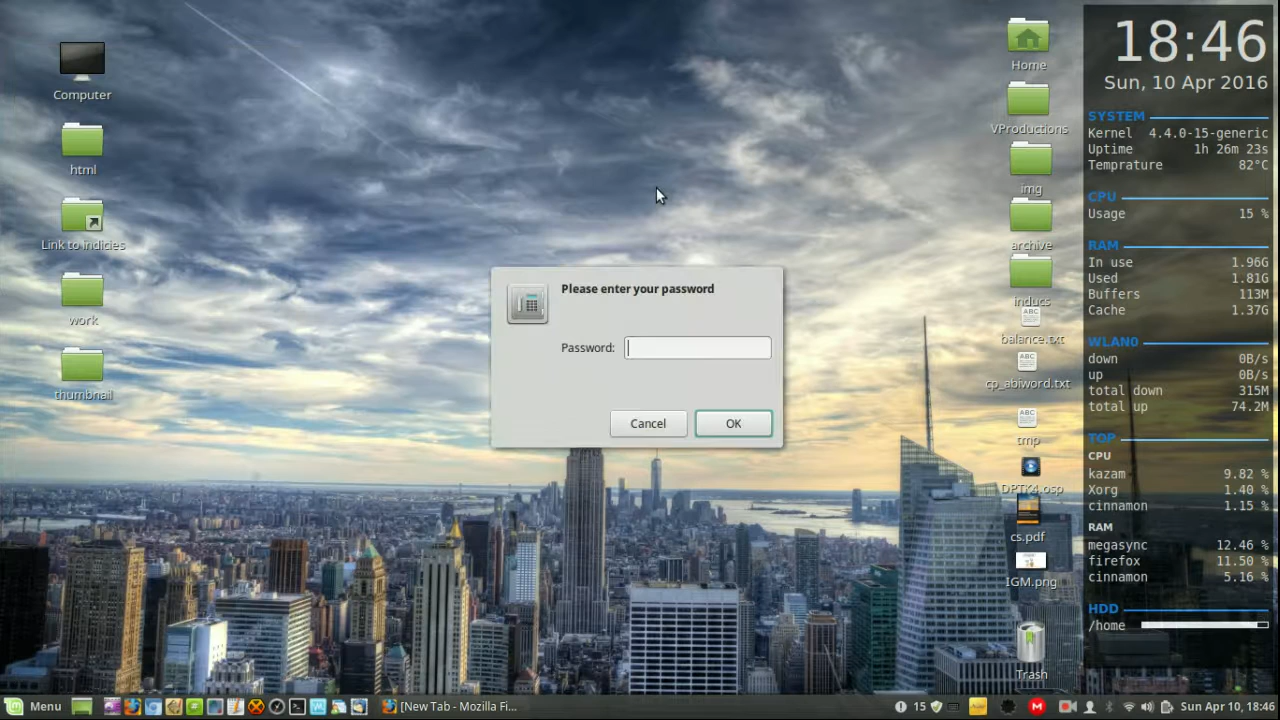 Computer
html
Link to indicies
work
thumbnail
Please enter your password
Password:
Cancel
OK
Home
VProductions
img
archive
inducs
ABC
balance.txt
ABC
cp_abiword.txt
ABC
tmp
DPTK4.osp
cs.pdf
IGM.png
Trash
18:46
Sun, 10 Apr 2016
SYSTEM
Kernel 4.4.0-15-generic
Uptime 1h 26m 23s
Temprature 82°C
CPU
Usage 15 %
RAM
In use 1.96G
Used 1.81G
Buffers 113M
Cache 1.37G
WLAN0
down 0B/s
up 0B/s
total down 315M
total up 74.2M
TOP
CPU
kazam 9.82 %
Xorg 1.40 %
cinnamon 1.15 %
RAM
megasync 12.46 %
firefox 11.50 %
cinnamon 5.16 %
HDD
/home
Menu
[New Tab - Mozilla Fi...
15
M
Sun Apr 10, 18:46